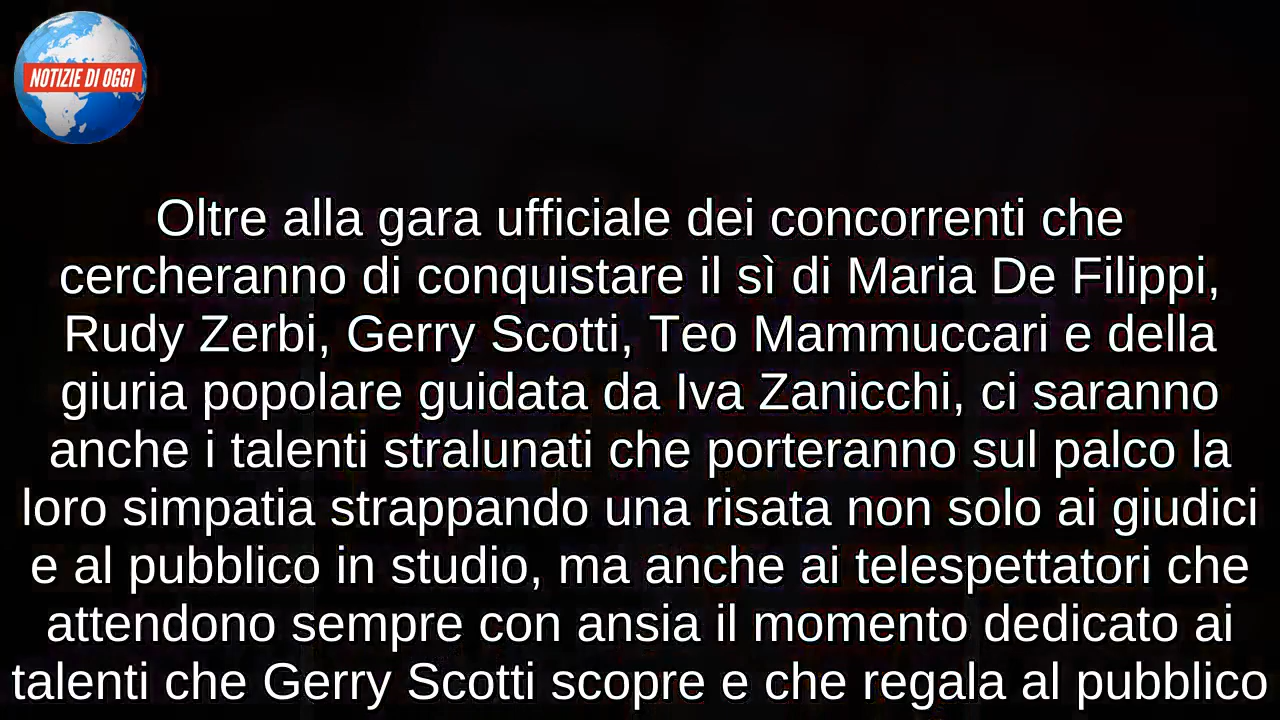 NOTIZIE DI OGGI
Oltre alla gara ufficiale dei concorrenti che
cercheranno di conquistare il sì di Maria De Filippi,
Rudy Zerbi, Gerry Scotti, Teo Mammuccari e della
giuria popolare guidata da Iva Zanicchi, ci saranno
anche i talenti stralunati che porteranno sul palco la
loro simpatia strappando una risata non solo ai giudici
e al pubblico in studio, ma anche ai telespettatori che
attendono sempre con ansia il momento dedicato ai
talenti che Gerry Scotti scopre e che regala al pubblico